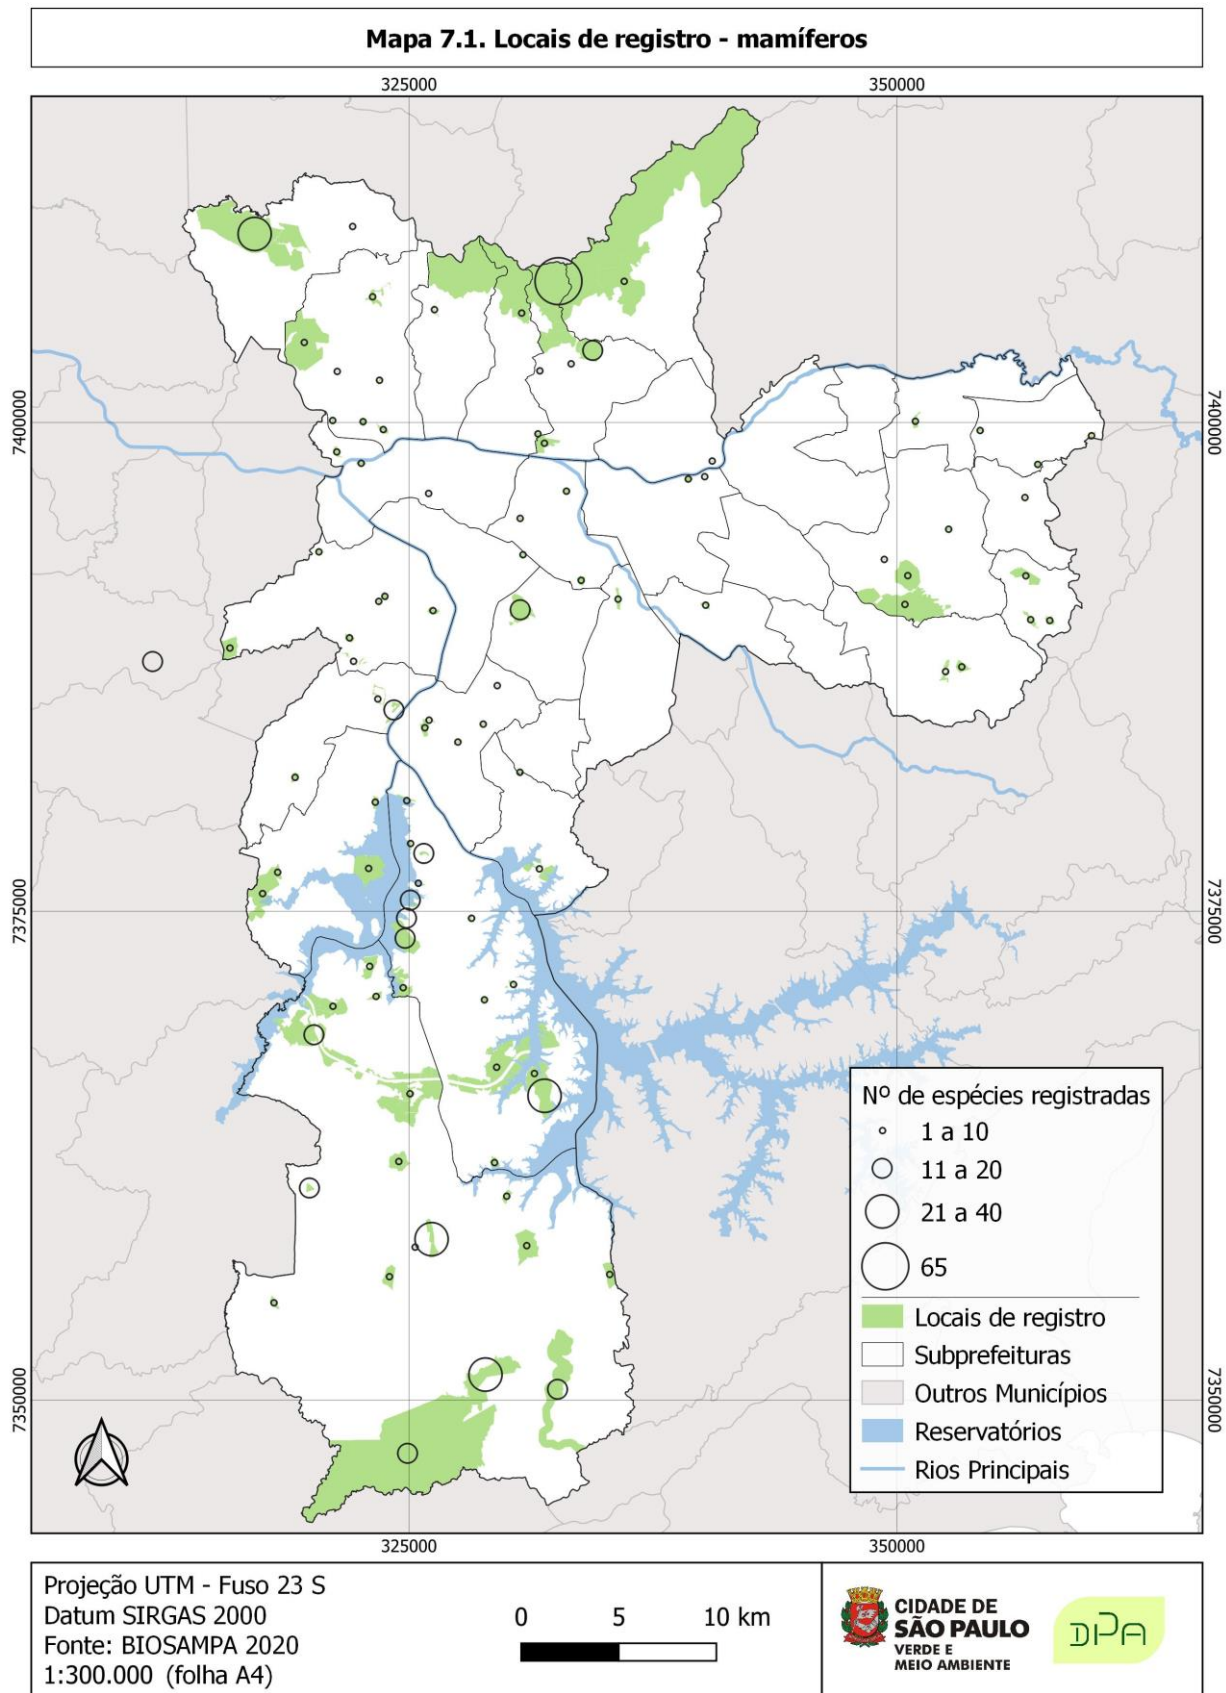 Mapa 7.1. Locais de registro - mamíferos
325000
350000
7400000
7400000
7375000
7375000
7350000
7350000
Nº de espécies registradas
1 a 10
11 a 20
21 a 40
65
Locais de registro
Subprefeituras
Outros Municípios
Reservatórios
Rios Principais
325000
350000
Projeção UTM - Fuso 23 S
Datum SIRGAS 2000
Fonte: BIOSAMPA 2020
1:300.000 (folha A4)
0 5 10 km
CIDADE DE
SÃO PAULO
VERDE E
MEIO AMBIENTE
DPA